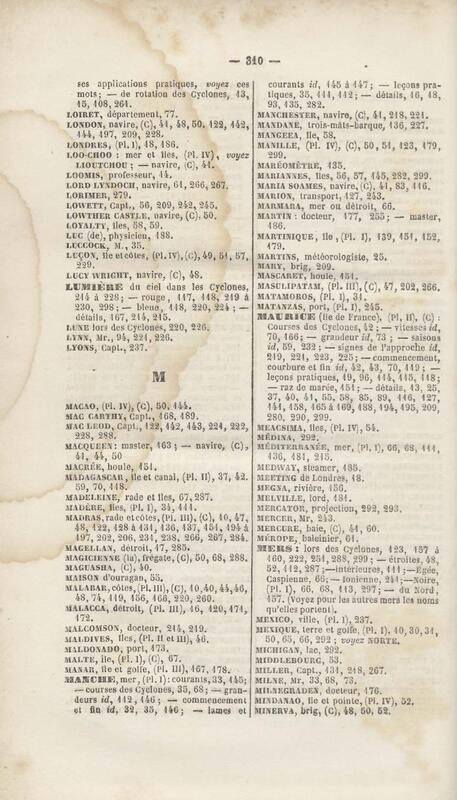 — 310 —
ses applications pratiques, voyez ces
mots; — de rotation des Cyclones, 13,
15, 108, 261.
LOIRET, département, 77.
LONDON, navire, (C), 41, 48, 50, 122, 142,
144, 197, 209, 228.
LONDRES, (Pl. I), 48, 186.
LOO-CHOO : mer et îles, (Pl. IV), voyez
LIOUTCHOU; — navire, (C), 41.
LOOMIS, professeur, 14.
LORD LYNDOCH, navire, 61, 266, 267.
LORIMER, 279.
LOWETT, Capt., 56, 209, 242, 245.
LOWTHER CASTLE, navire, (C), 50.
LOYALTY, îles, 58, 59.
LUC (de), physicien, 188.
LUCCOCK, M., 35.
LUÇON, île et côtes, (Pl. IV), (C), 49, 51, 57,
229.
LUCY WRIGHT, navire, (C), 48.
LUMIÈRE du ciel dans les Cyclones,
214 à 228; — rouge, 117, 118, 219 à
230, 298; — bleue, 118, 220, 224; —
détails, 167, 214, 215.
LUNE lors des Cyclones, 220, 226.
LYNN, Mr., 94, 221, 226.
LYONS, Capt., 237.
M
MACAO, (Pl. IV), (C), 50, 144.
MAC CARTHY, Capt., 168, 189.
MAC LEOD, Capt., 122, 142, 143, 221, 222,
228, 288.
MACQUEEN : master, 163; — navire, (C),
41, 44, 50
MACRÉE, houle, 151.
MADAGASCAR, île et canal, (Pl. II), 37, 42.
59, 70, 118.
MADELEINE, rade et îles, 67, 287.
MADÈRE, îles, (Pl. I), 34, 144.
MADRAS, rade et côtes, (Pl. III), (C), 10, 47,
48, 122, 128 à 131, 136, 137, 151, 194 à
197, 202, 206, 231, 238, 266, 267, 284.
MAGELLAN, détroit, 47, 285.
MAGICIENNE (la), frégate, (C), 50, 68, 288.
MAGUASHA, (C), 40.
MAISON d'ouragan, 55.
MALABAR, côtes, (Pl. III), (C), 10, 40, 44, 46,
48, 74, 119, 156, 168, 220, 260.
MALACCA, détroit, (Pl. III), 16, 120, 171,
172.
MALCOMSON, docteur, 214, 219.
MALDIVES, îles, (Pl. II et III), 46.
MALDONADO, port, 173.
MALTE, île, (Pl. I), (C), 67.
MANAR, île et golfe, (Pl. III), 167, 178.
MANCHE, mer, (Pl. I) : courants, 33, 145;
— courbes des Cyclones, 35, 68; — gran-
deurs id, 112, 146; — commencement
et fin id, 32, 35, 146; — lames et
courants id, 145 à 147; — leçons pra-
tiques, 35, 111, 112; — détails, 16, 18,
93, 135, 282.
MANCHESTER, navire, (C), 41, 218, 221.
MANDANE, trois-mâts-barque, 136, 227.
MANGEEA, île, 58.
MANILLE, (Pl. IV), (C), 50, 51, 123, 179,
299.
MARÉOMÈTRE, 135.
MARIANNES, îles, 56, 57, 145, 282, 299.
MARIA SOAMES, navire, (C), 41, 83, 116.
MARION, transport, 127, 243.
MARMARA, mer ou détroit, 66.
MARTIN : docteur, 177, 255; — master,
186.
MARTINIQUE, île, (Pl. I), 139, 151, 152,
179.
MARTINS, météorologiste, 25.
MARY, brig, 209.
MASCARET, houle, 151.
MASULIPATAM, (Pl. III), (C), 47, 202, 266.
MATAMOROS, (Pl. I), 31.
MATANZAS, port, (Pl. I), 245.
MAURICE (île de France), (Pl. II), (C) :
Courses des Cyclones, 42; — vitesses id,
70, 166; — grandeur id, 73; — saisons
id, 59, 232; — signes de l'approche id,
219, 221, 223, 225; — commencement,
courbure et fin id, 42, 43, 70, 119; —
leçons pratiques, 19, 96, 114, 115, 118;
— raz de marée, 151; — détails, 13, 25,
37, 40, 41, 55, 58, 85, 89, 116, 127,
144, 158, 165 à 169, 188, 194, 195, 209,
280, 290, 299.
MEACSIMA, îles, (Pl. IV), 54.
MÉDINA, 292.
MÉDITERRANÉE, mer, (Pl. I), 66, 68, 111,
136, 181, 215.
MEDWAY, steamer, 185.
MEETING de Londres, 18.
MEGNA, rivière, 156.
MELVILLE, lord, 181.
MERCATOR, projection, 292, 293.
MERCER, Mr, 243.
MERCURE, baie, (C), 41, 60.
MÉROPE, baleinier, 61.
MERS : lors des Cyclones, 123, 157 à
160, 222, 231, 288, 299; — étroites, 48,
52, 112, 287; — intérieures, 141; — Egée,
Caspienne, 66; — Ionienne, 211; — Noire,
(Pl. I), 66, 68, 113, 297; — du Nord,
157. (Voyez pour les autres mers les noms
qu'elles portent).
MEXICO, ville, (Pl. I), 237.
MEXIQUE, terre et golfe, (Pl. I), 10, 30, 31,
50, 65, 66, 292; voyez NORTE.
MICHIGAN, lac, 292.
MIDDLEBOURG, 53.
MILLER, Capt., 131, 218, 267.
MILNE, Mr, 33, 68, 73.
MILNEGRADEN, docteur, 176.
MINDANAO, île et pointe, (Pl. IV), 52.
MINERVA, brig, (C), 48, 50, 52.